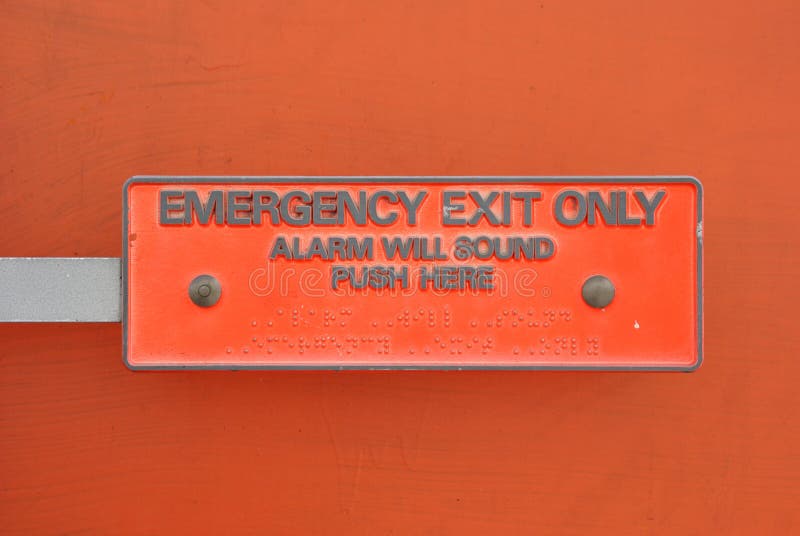 EMERGENCY EXIT ONLY
ALARM WILL SOUND
PUSH HERE